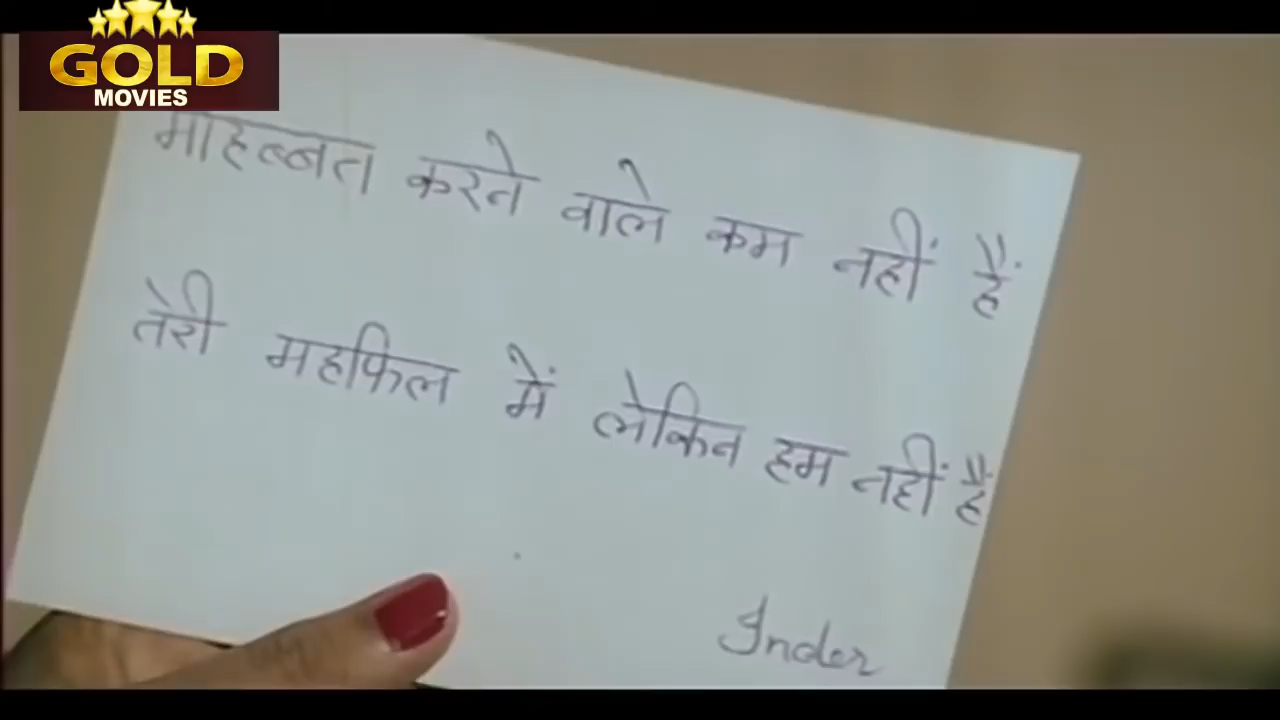 GOLD
MOVIES
माहब्बत करने वाले कम नहीं हैं
तेरी महफिल में लेकिन हम नहीं हैं
Inder